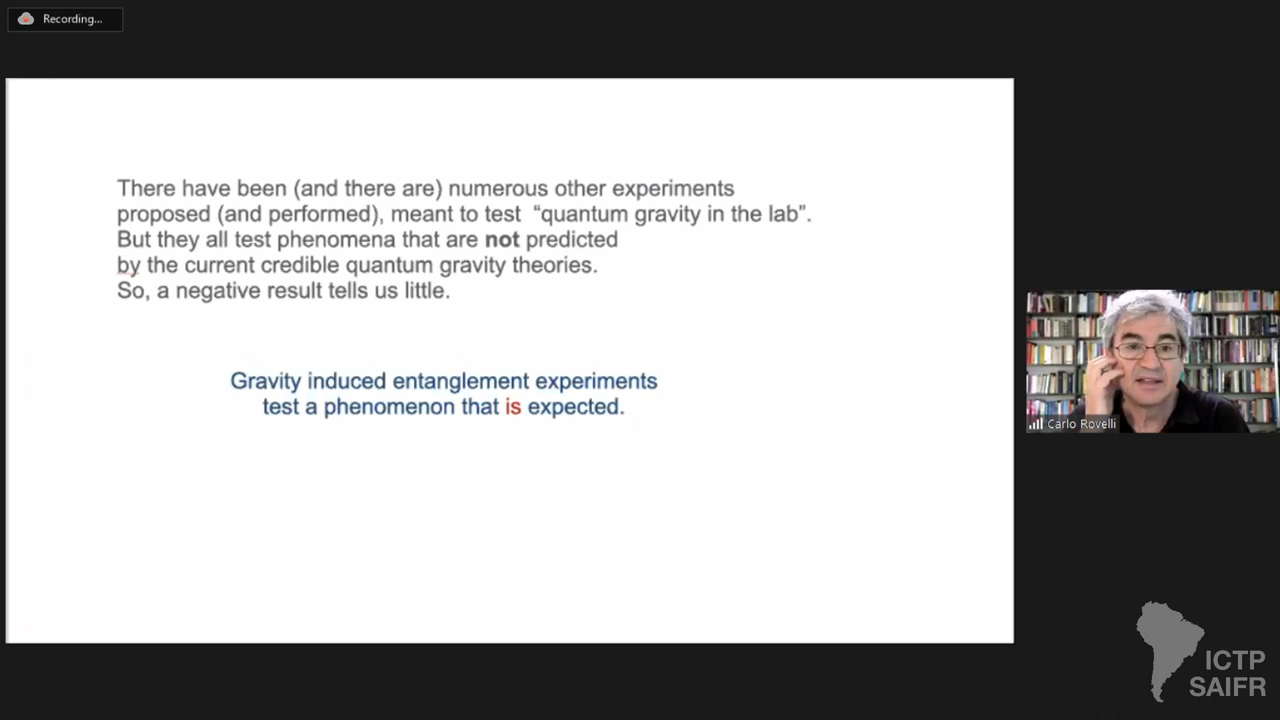 Recording...
There have been (and there are) numerous other experiments
proposed (and performed), meant to test “quantum gravity in the lab”.
But they all test phenomena that are not predicted
by the current credible quantum gravity theories.
So, a negative result tells us little.
Gravity induced entanglement experiments
test a phenomenon that is expected.
Carlo Rovelli
ICTP
SAIFR